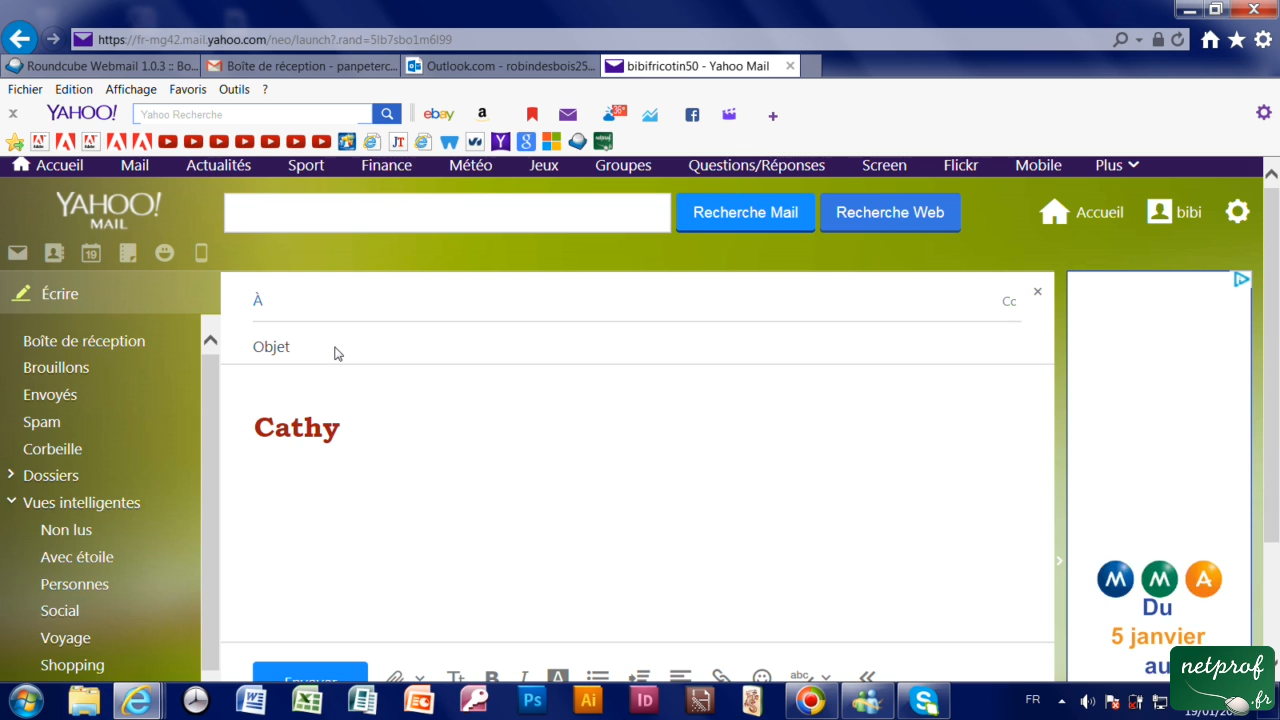 https://fr-mg42.mail.yahoo.com/neo/launch?.rand=5lb7sbo1m6l99
Roundcube Webmail 1.0.3 :: Bo...
Boîte de réception - panpeterc...
Outlook.com - robindesbois25...
bibifricotin50 - Yahoo Mail
Fichier Edition Affichage Favoris Outils ?
YAHOO! Yahoo Recherche ebay a 36°
Accueil Mail Actualités Sport Finance Météo Jeux Groupes Questions/Réponses Screen Flickr Mobile Plus
YAHOO!
MAIL
Recherche Mail Recherche Web Accueil bibi
19
Écrire
À Cc
Objet
Boîte de réception
Brouillons
Envoyés
Spam
Corbeille
Dossiers
Vues intelligentes
Non lus
Avec étoile
Personnes
Social
Voyage
Shopping
Cathy
M M A
Du
5 janvier
au
netprof
.fr
FR